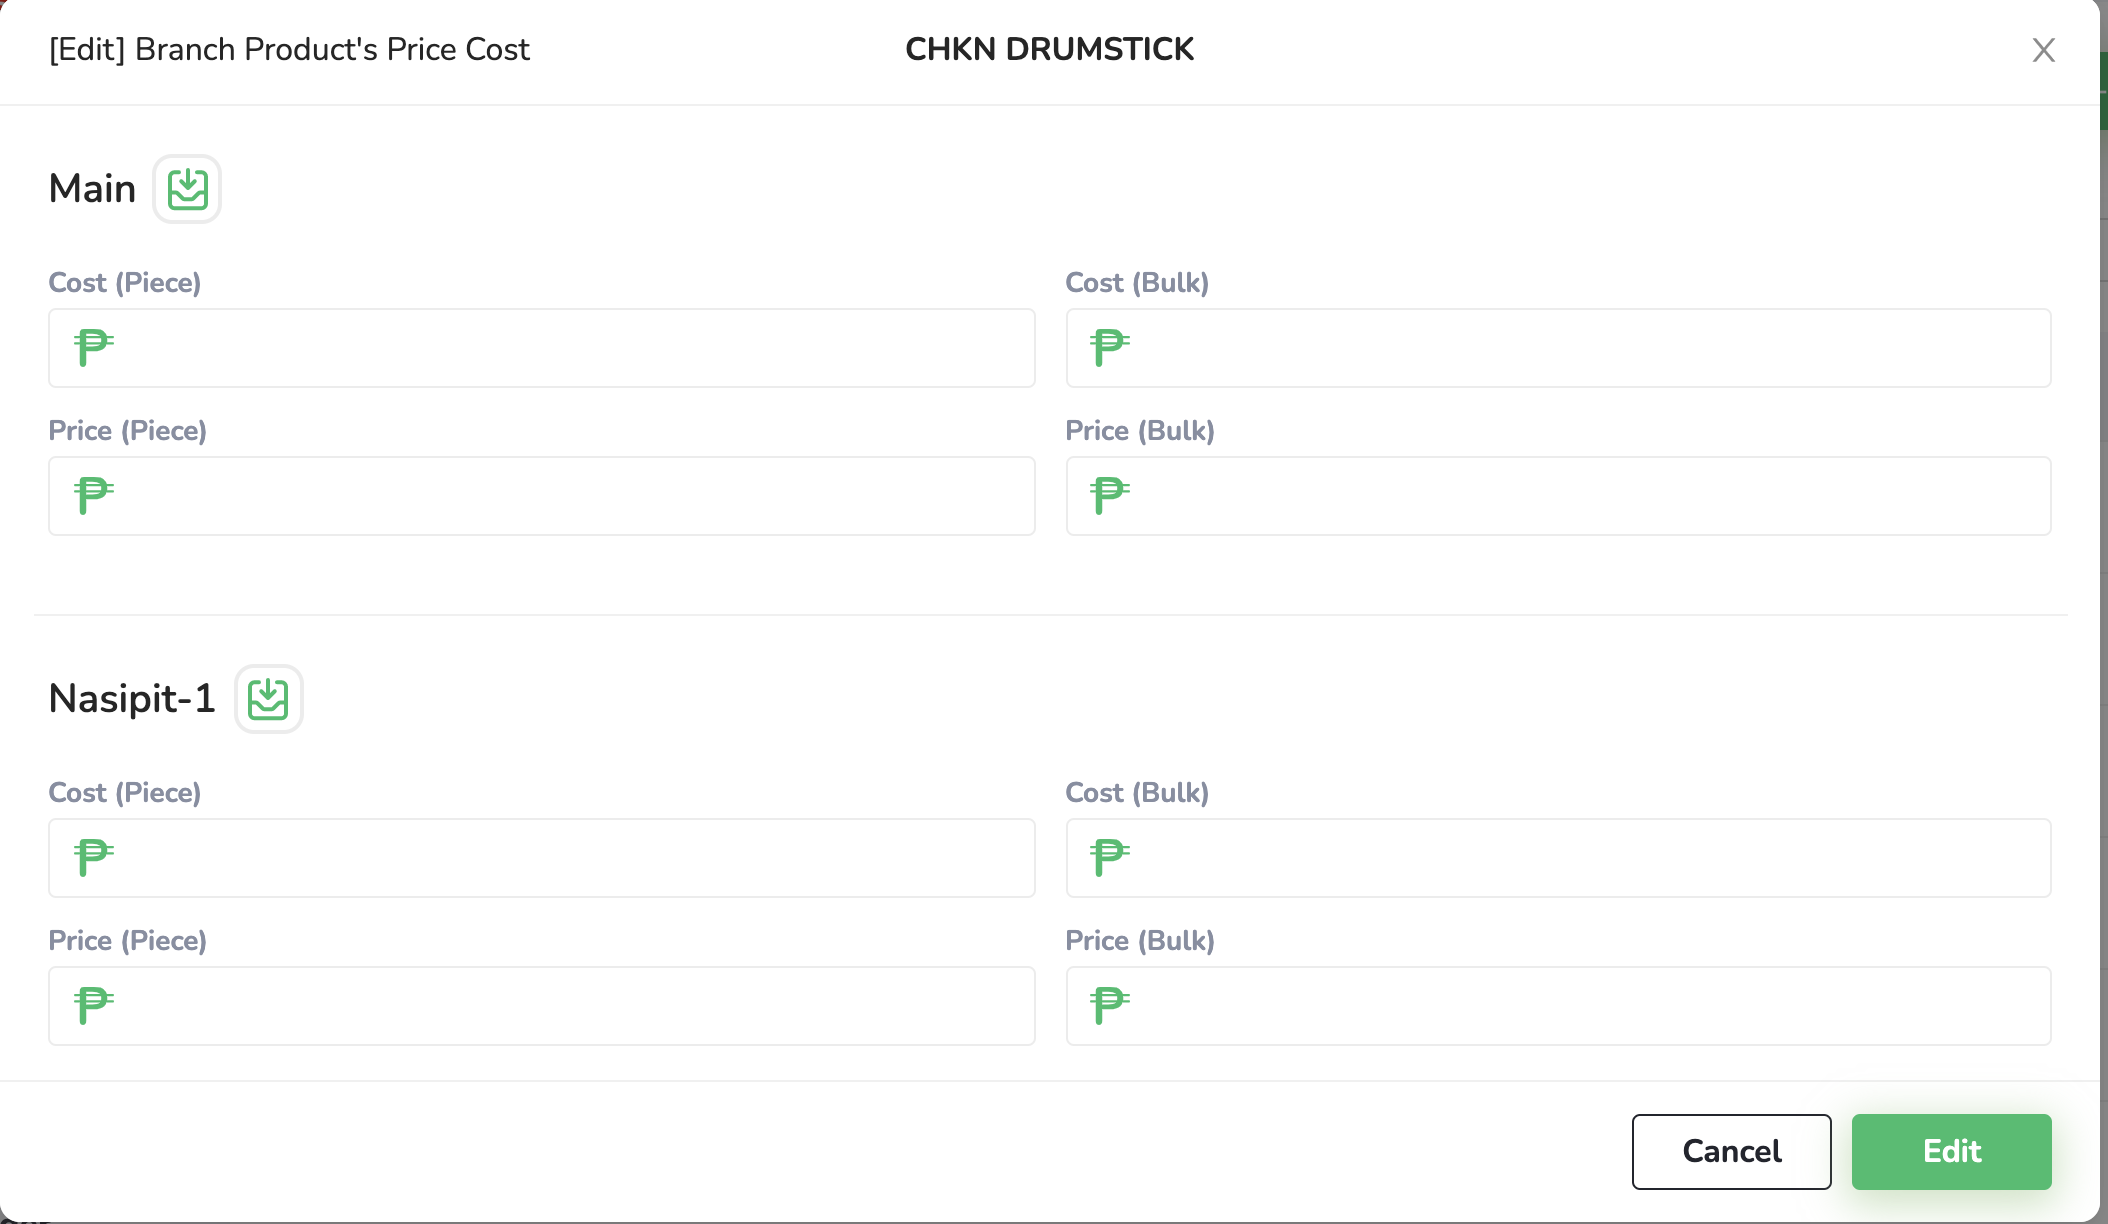 [Edit] Branch Product's Price Cost
CHKN DRUMSTICK
X
Main
Cost (Piece)
Cost (Bulk)
₱
₱
Price (Piece)
Price (Bulk)
₱
₱
Nasipit-1
Cost (Piece)
Cost (Bulk)
₱
₱
Price (Piece)
Price (Bulk)
₱
₱
Cancel
Edit